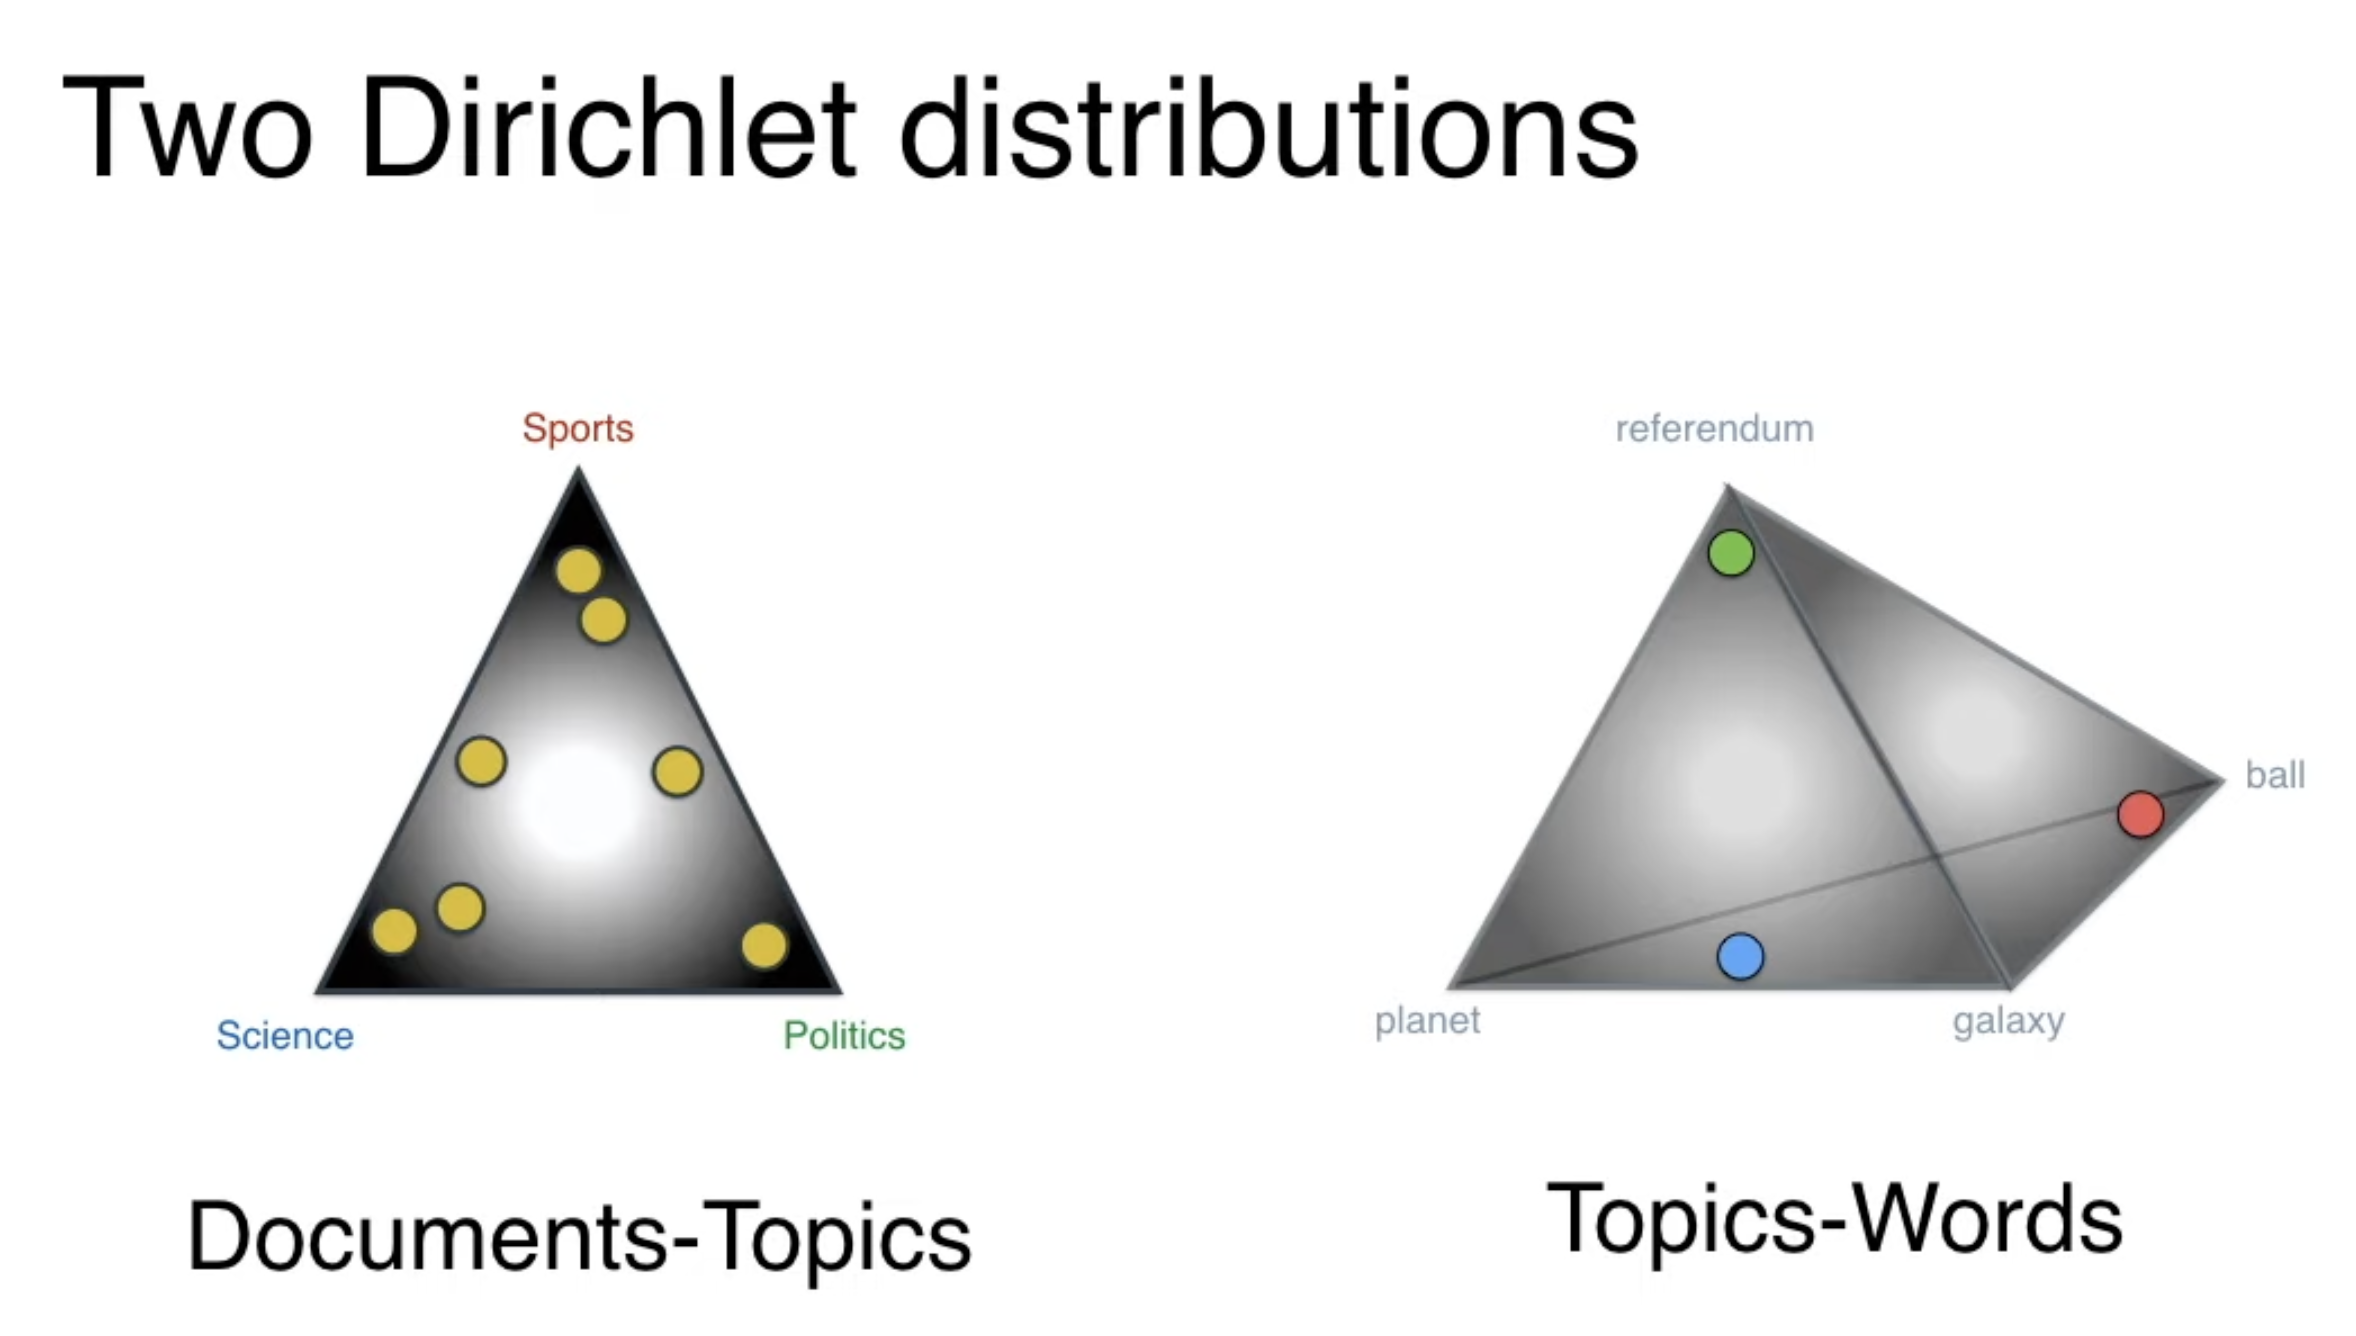 Two Dirichlet distributions
Sports
Science
Politics
Documents-Topics
referendum
ball
planet
galaxy
Topics-Words